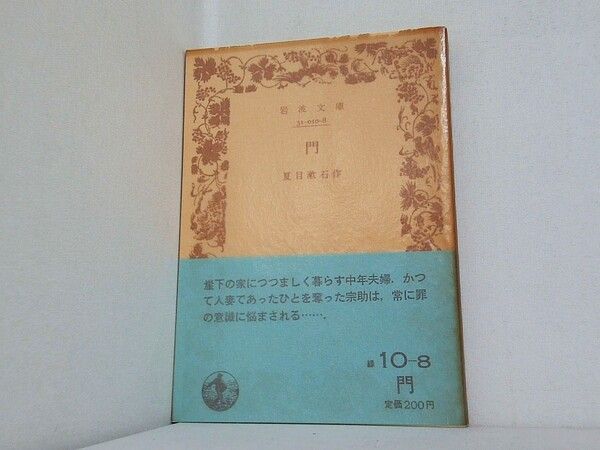 岩波文庫
31-010-8
門
夏目漱石作
崖下の家につつましく暮らす中年夫婦．かつ
て人妻であったひとを奪った宗助は，常に罪
の意識に悩まされる……．
緑 10-8
門
定価200円